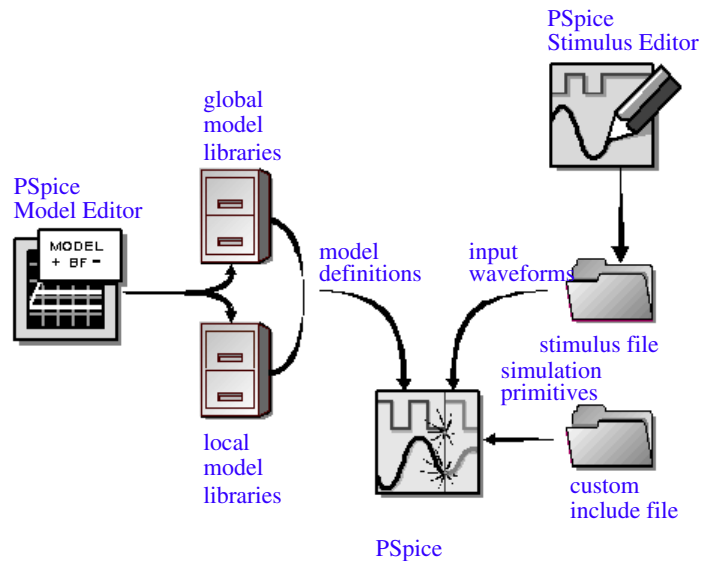 PSpice
Stimulus Editor
global
model
libraries
PSpice
Model Editor
MODEL
+ BF =
model
definitions
input
waveforms
stimulus file
simulation
primitives
local
model
libraries
custom
include file
PSpice